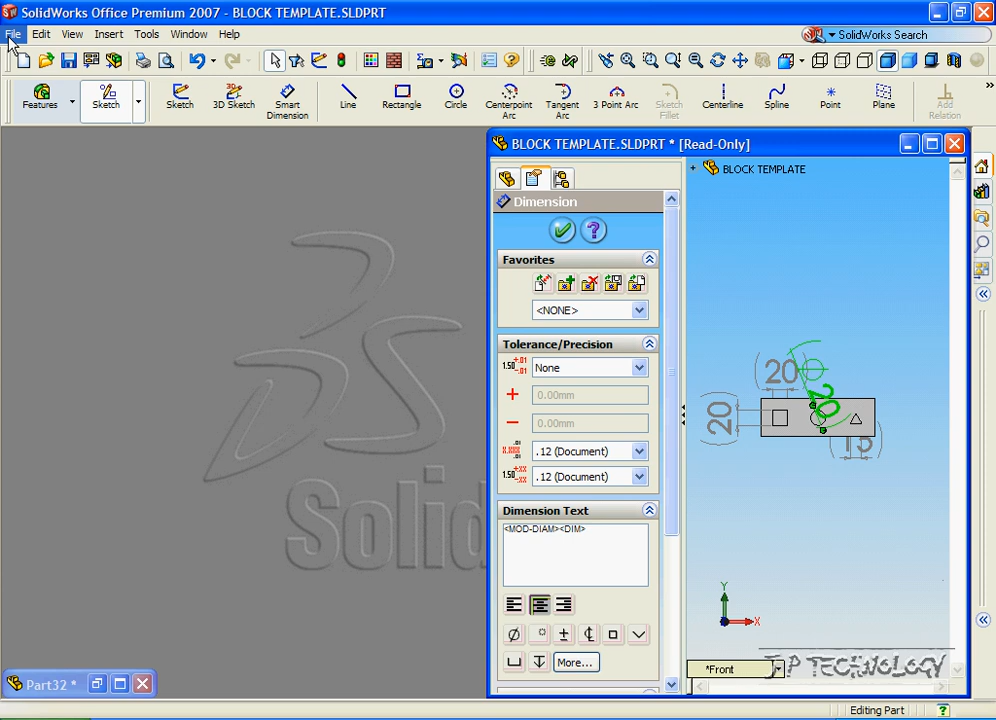 SolidWorks Office Premium 2007 - BLOCK TEMPLATE.SLDPRT *
File Edit View Insert Tools Window Help
SolidWorks Search
Features Sketch Sketch 3D Sketch Smart Dimension Line Rectangle Circle Centerpoint Arc Tangent Arc 3 Point Arc Sketch Fillet Centerline Spline Point Plane Add Relation
BLOCK TEMPLATE.SLDPRT * [Read-Only]
BLOCK TEMPLATE
Dimension
Favorites
<NONE>
Tolerance/Precision
None
0.00mm
0.00mm
.12 (Document)
.12 (Document)
Dimension Text
<MOD-DIAM><DIM>
More...
20
20
20
15
Y
X
*Front
J P TECHNOLOGY
Solid
Part32 *
Editing Part